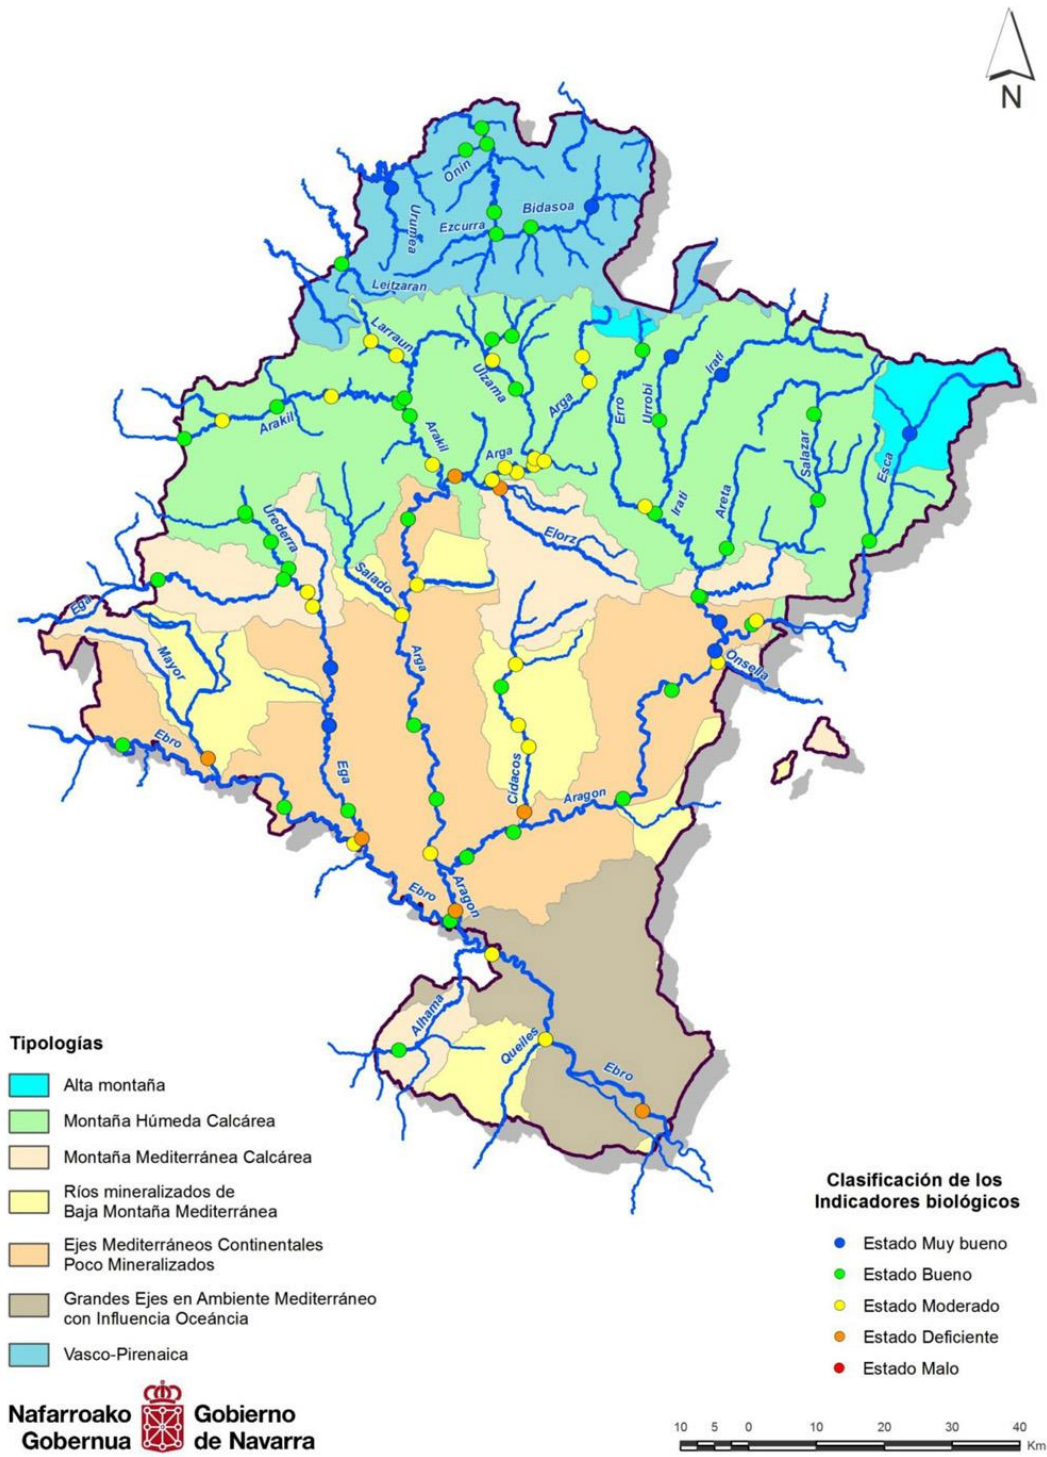 N
Onin
Urumea
Ezcurra
Bidasoa
Leitzaran
Larraun
Ulzama
Arga
Erro
Urrobi
Irati
Arakil
Arakil
Arga
Salazar
Esca
Urederra
Elorz
Irati
Areta
Salado
Ega
Mayor
Arga
Onsella
Ebro
Ega
Cidacos
Aragon
Ebro
Aragon
Alhama
Queiles
Ebro
Tipologías
Alta montaña
Montaña Húmeda Calcárea
Montaña Mediterránea Calcárea
Ríos mineralizados de
Baja Montaña Mediterránea
Ejes Mediterráneos Continentales
Poco Mineralizados
Grandes Ejes en Ambiente Mediterráneo
con Influencia Oceáncia
Vasco-Pirenaica
Clasificación de los
Indicadores biológicos
Estado Muy bueno
Estado Bueno
Estado Moderado
Estado Deficiente
Estado Malo
Nafarroako
Gobernua
Gobierno
de Navarra
10 5 0 10 20 30 40
Km